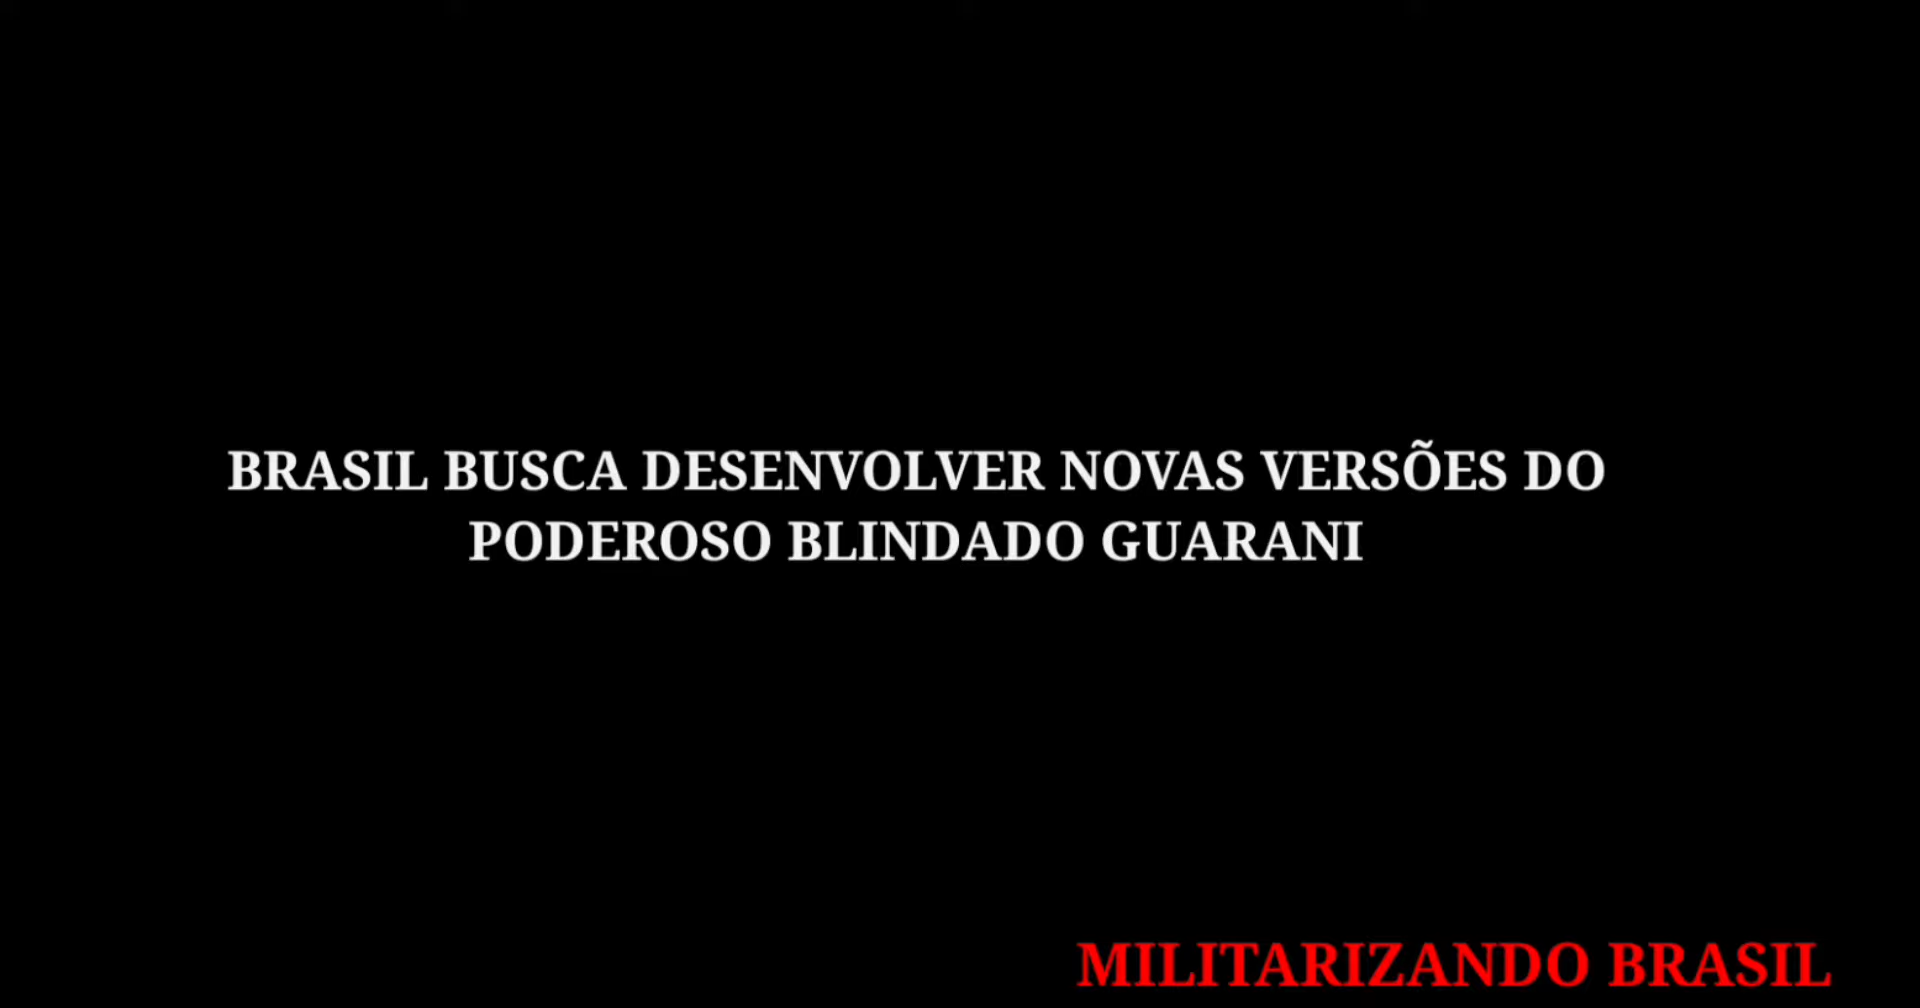 BRASIL BUSCA DESENVOLVER NOVAS VERSÕES DO
PODEROSO BLINDADO GUARANI
MILITARIZANDO BRASIL